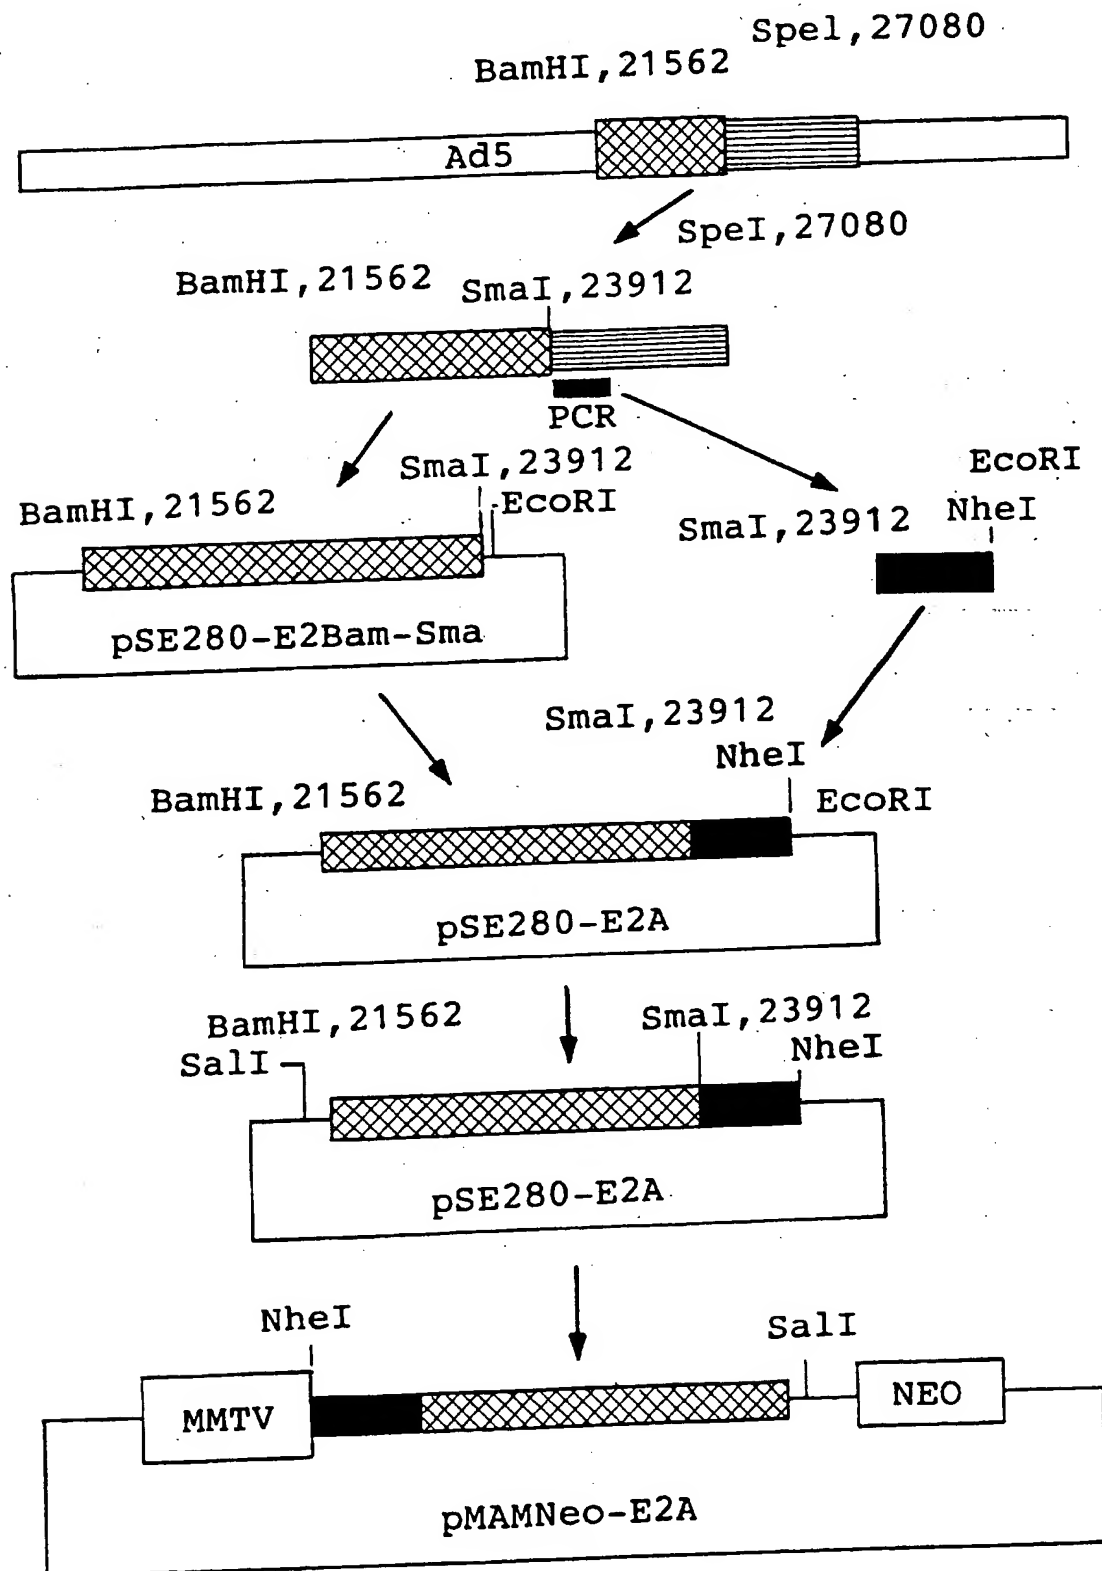 SpeI,27080
BamHI,21562
Ad5
SpeI,27080
BamHI,21562
SmaI,23912
PCR
SmaI,23912
EcoRI
BamHI,21562
EcoRI
SmaI,23912
NheI
pSE280-E2Bam-Sma
SmaI,23912
NheI
BamHI,21562
EcoRI
pSE280-E2A
BamHI,21562
SmaI,23912
SalI
NheI
pSE280-E2A
NheI
SalI
MMTV
NEO
pMAMNeo-E2A